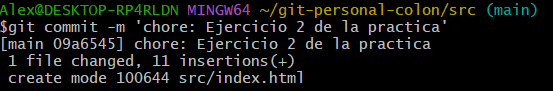 Alex@DESKTOP-RP4RLDN MINGW64 ~/git-personal-colon/src (main)
$git commit -m 'chore: Ejercicio 2 de la practica'
[main 09a6545] chore: Ejercicio 2 de la practica
 1 file changed, 11 insertions(+)
 create mode 100644 src/index.html